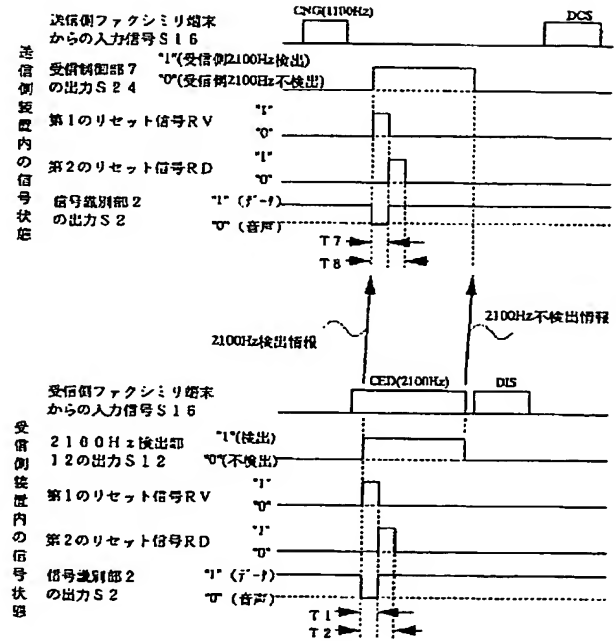 送信側装置内の信号状態
CNG(1100Hz)
DCS
送信側ファクシミリ端末
からの入力信号S16
受信制御部7
の出力S24
"1"(受信側2100Hz検出)
"0"(受信側2100Hz不検出)
第1のリセット信号RV
"1"
"0"
第2のリセット信号RD
"1"
"0"
信号識別部2
の出力S2
"1" (データ)
"0" (音声)
T7
T8
2100Hz検出情報
2100Hz不検出情報
受信側装置内の信号状態
受信側ファクシミリ端末
からの入力信号S16
CED(2100Hz)
DIS
2100Hz検出部
12の出力S12
"1"(検出)
"0"(不検出)
第1のリセット信号RV
"1"
"0"
第2のリセット信号RD
"1"
"0"
信号識別部2
の出力S2
"1" (データ)
"0" (音声)
T1
T2